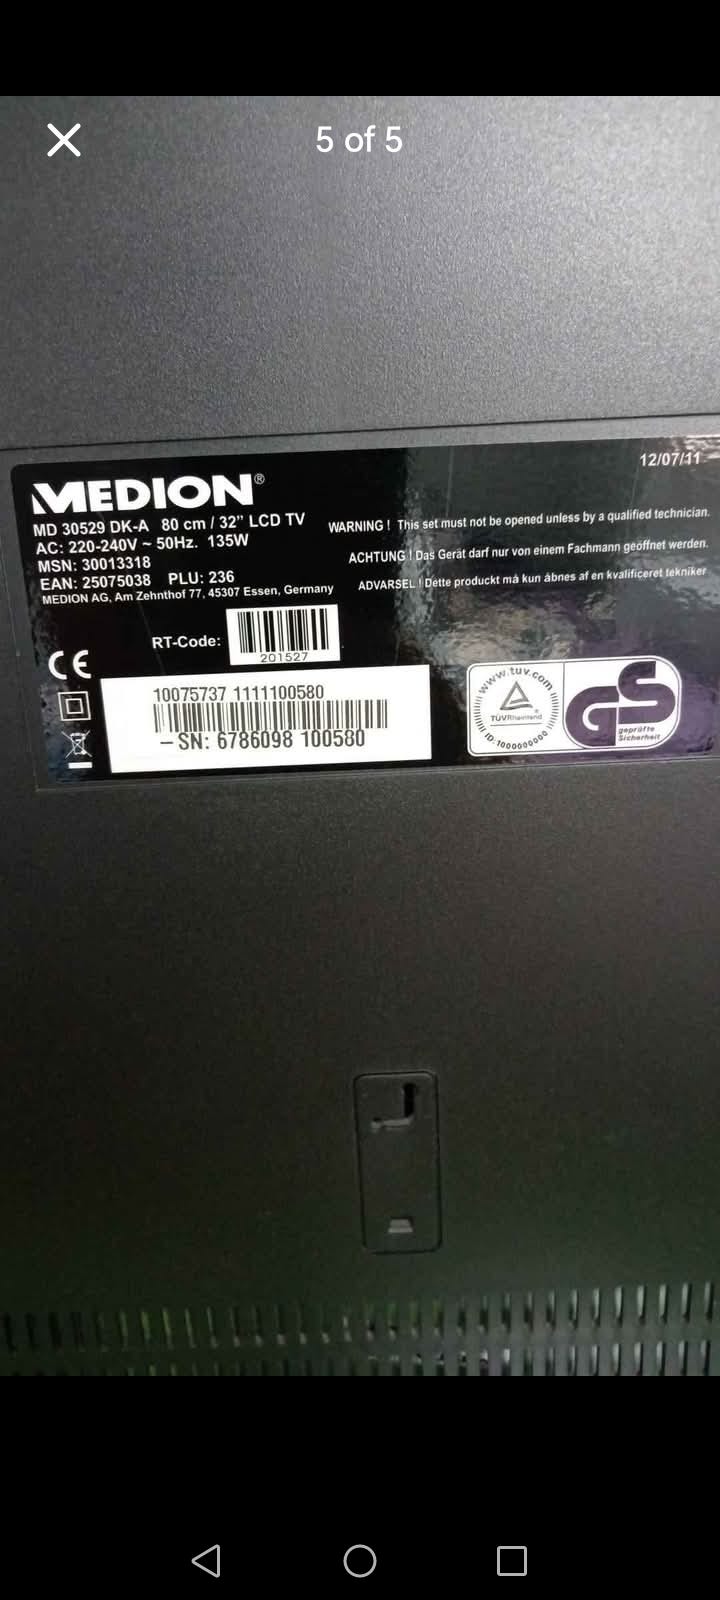 5 of 5
12/07/11
MEDION®
MD 30529 DK-A 80 cm / 32" LCD TV
AC: 220-240V ~ 50Hz. 135W
MSN: 30013318
EAN: 25075038 PLU: 236
MEDION AG, Am Zehnthof 77, 45307 Essen, Germany
WARNING ! This set must not be opened unless by a qualified technician.
ACHTUNG ! Das Gerät darf nur von einem Fachmann geöffnet werden.
ADVARSEL ! Dette produckt må kun åbnes af en kvalificeret tekniker
RT-Code:
201527
CE
10075737 1111100580
– SN: 6786098 100580
www.tuv.com
TÜVRheinland®
ID:1000000000
GS
geprüfte
Sicherheit